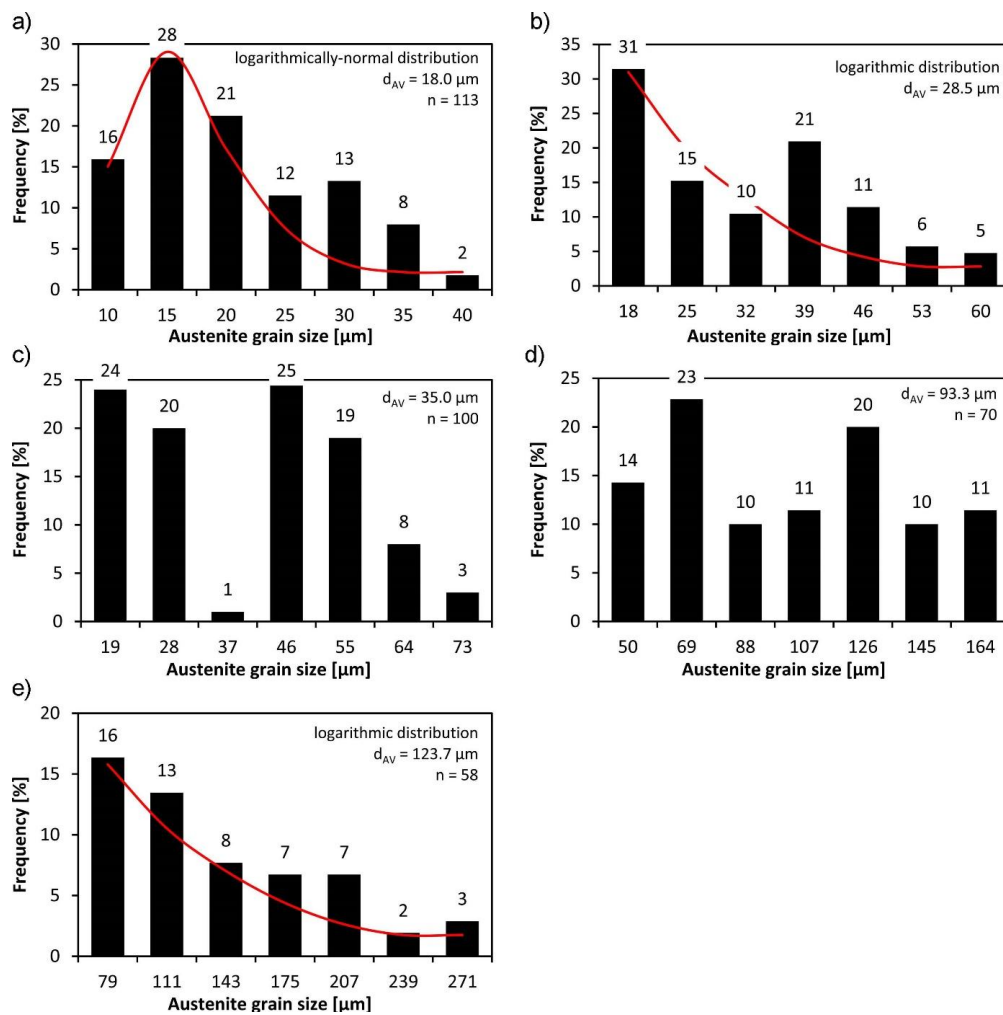 a)
30
25
20
15
10
5
0
Frequency [%]
logarithmically-normal distribution
dAV = 18.0 µm
n = 113
16
28
21
12
13
8
2
10 15 20 25 30 35 40
Austenite grain size [µm]
b)
35
30
25
20
15
10
5
0
Frequency [%]
logarithmic distribution
dAV = 28.5 µm
31
15
10
21
11
6
5
18 25 32 39 46 53 60
Austenite grain size [µm]
c)
25
20
15
10
5
0
Frequency [%]
dAV = 35.0 µm
n = 100
24
20
1
25
19
8
3
19 28 37 46 55 64 73
Austenite grain size [µm]
d)
25
20
15
10
5
0
Frequency [%]
dAV = 93.3 µm
n = 70
14
23
10
11
20
10
11
50 69 88 107 126 145 164
Austenite grain size [µm]
e)
20
15
10
5
0
Frequency [%]
logarithmic distribution
dAV = 123.7 µm
n = 58
16
13
8
7
7
2
3
79 111 143 175 207 239 271
Austenite grain size [µm]